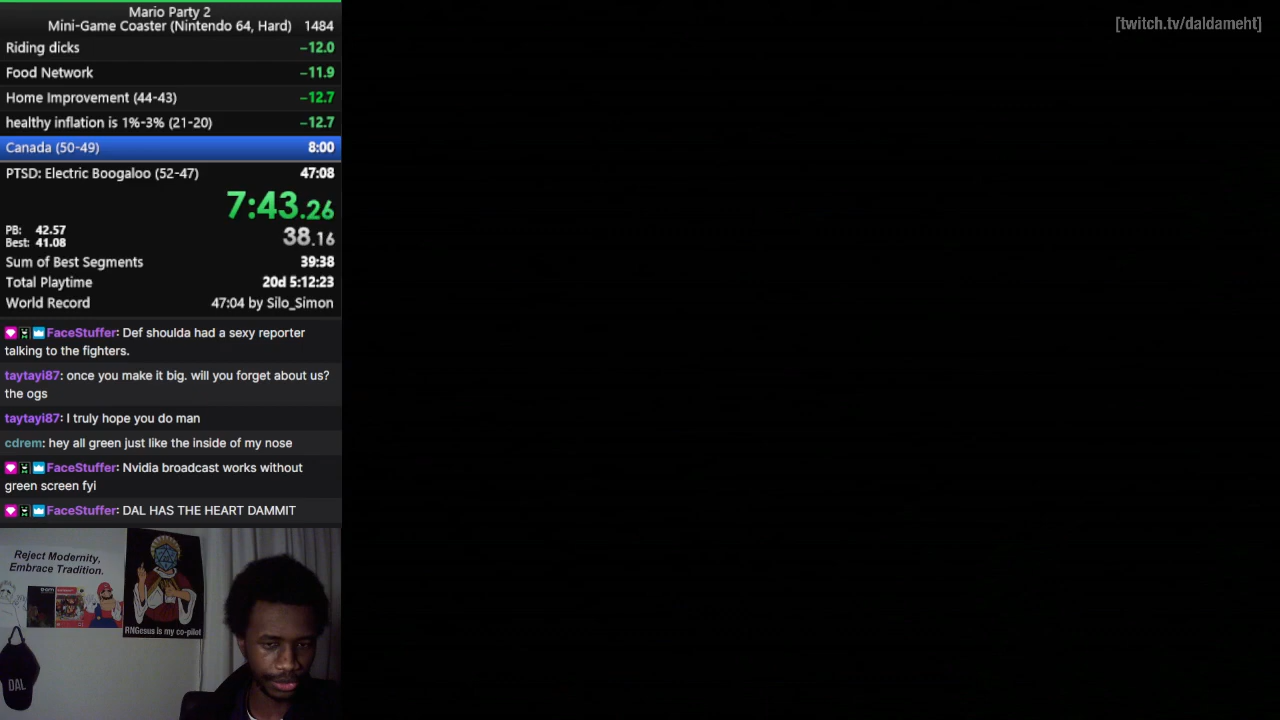 Mario Party 2
Mini-Game Coaster (Nintendo 64, Hard) 1484
Riding dicks -12.0
Food Network -11.9
Home Improvement (44-43) -12.7
healthy inflation is 1%-3% (21-20) -12.7
Canada (50-49) 8:00
PTSD: Electric Boogaloo (52-47) 47:08
7:43.26
PB: 42.57
Best: 41.08
38.16
Sum of Best Segments 39:38
Total Playtime 20d 5:12:23
World Record 47:04 by Silo_Simon
FaceStuffer: Def shoulda had a sexy reporter
talking to the fighters.
taytayi87: once you make it big. will you forget about us?
the ogs
taytayi87: I truly hope you do man
cdrem: hey all green just like the inside of my nose
FaceStuffer: Nvidia broadcast works without
green screen fyi
FaceStuffer: DAL HAS THE HEART DAMMIT
Reject Modernity,
Embrace Tradition.
RNGesus is my co-pilot
DAL
[twitch.tv/daldameht]